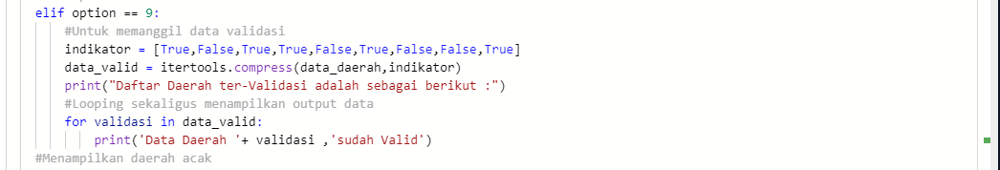 elif option == 9:
#Untuk memanggil data validasi
indikator = [True,False,True,True,False,True,False,False,True]
data_valid = itertools.compress(data_daerah,indikator)
print("Daftar Daerah ter-Validasi adalah sebagai berikut :")
#Looping sekaligus menampilkan output data
for validasi in data_valid:
print('Data Daerah '+ validasi ,'sudah Valid')
#Menampilkan daerah acak